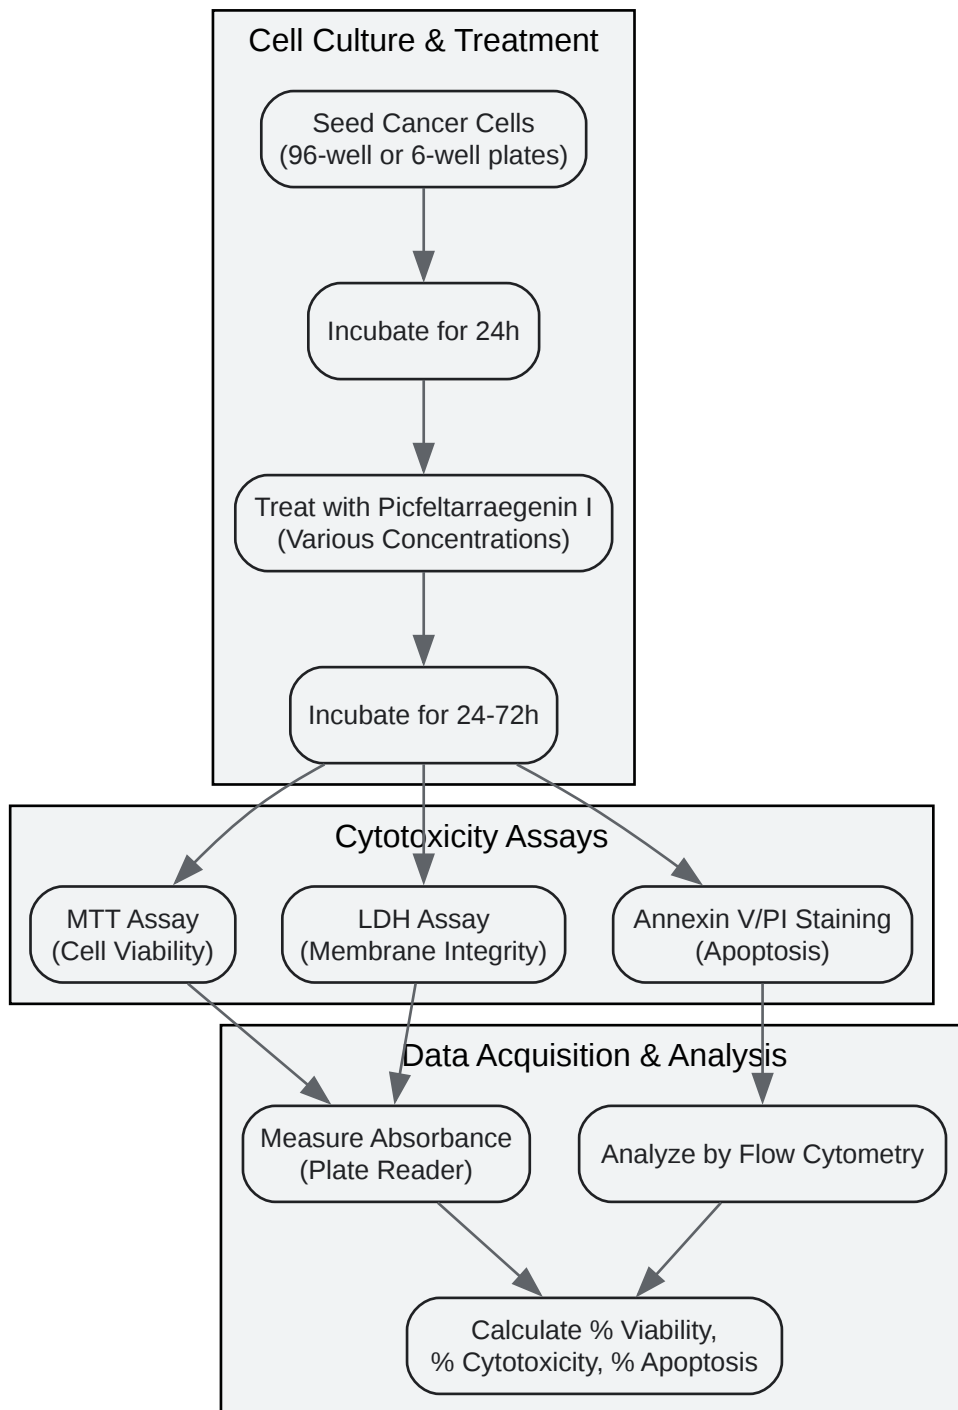 Cell Culture & Treatment
Seed Cancer Cells
(96-well or 6-well plates)
Incubate for 24h
Treat with Picfeltarraegenin I
(Various Concentrations)
Incubate for 24-72h
Cytotoxicity Assays
MTT Assay
(Cell Viability)
LDH Assay
(Membrane Integrity)
Annexin V/PI Staining
(Apoptosis)
Data Acquisition & Analysis
Measure Absorbance
(Plate Reader)
Analyze by Flow Cytometry
Calculate % Viability,
% Cytotoxicity, % Apoptosis